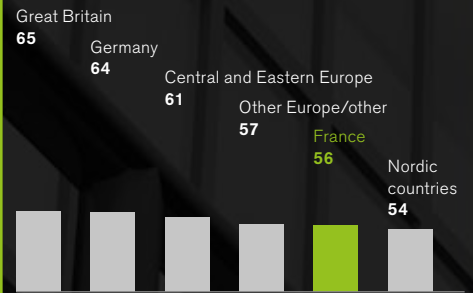 Great Britain
65
Germany
64
Central and Eastern Europe
61
Other Europe/other
57
France
56
Nordic
countries
54